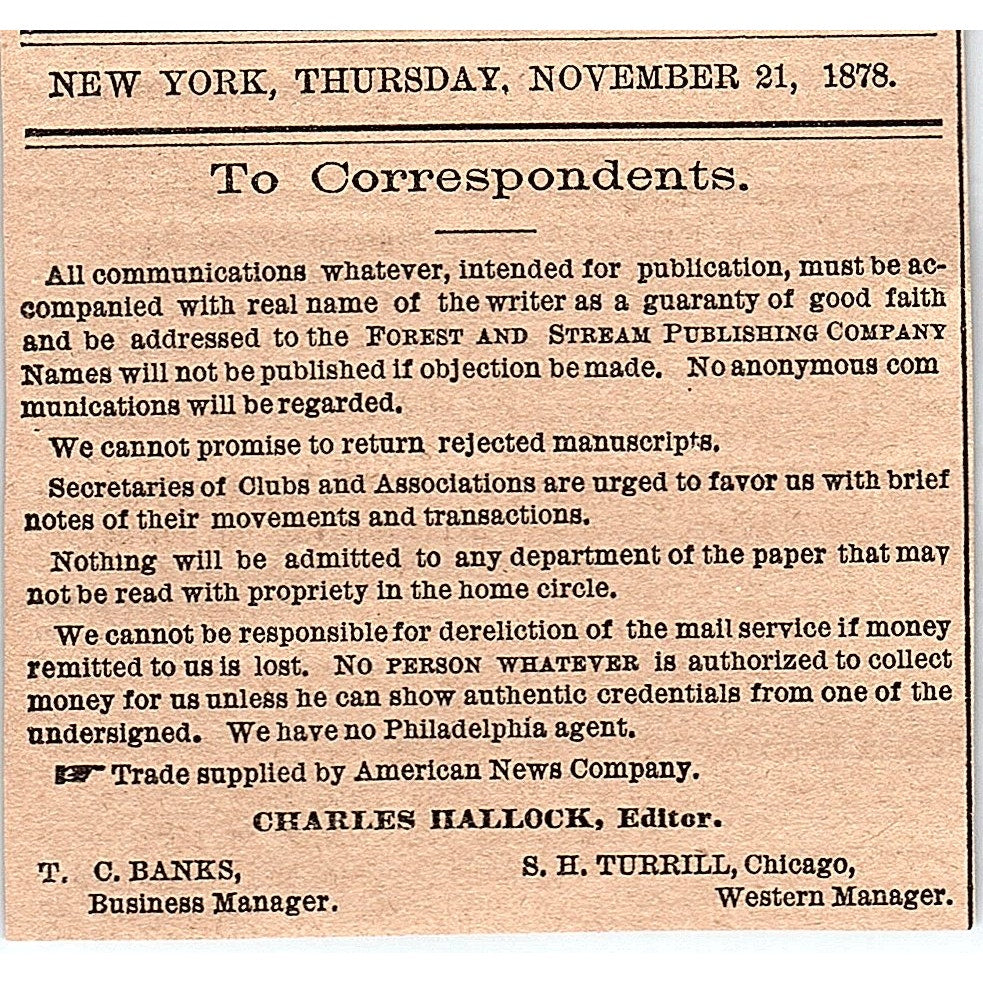 NEW YORK, THURSDAY, NOVEMBER 21, 1878.
To Correspondents.
All communications whatever, intended for publication, must be ac-
companied with real name of the writer as a guaranty of good faith
and be addressed to the FOREST AND STREAM PUBLISHING COMPANY
Names will not be published if objection be made. No anonymous com
munications will be regarded.
We cannot promise to return rejected manuscripts.
Secretaries of Clubs and Associations are urged to favor us with brief
notes of their movements and transactions.
Nothing will be admitted to any department of the paper that may
not be read with propriety in the home circle.
We cannot be responsible for dereliction of the mail service if money
remitted to us is lost. NO PERSON WHATEVER is authorized to collect
money for us unless he can show authentic credentials from one of the
undersigned. We have no Philadelphia agent.
☞ Trade supplied by American News Company.
CHARLES HALLOCK, Editor.
T. C. BANKS,
Business Manager.
S. H. TURRILL, Chicago,
Western Manager.